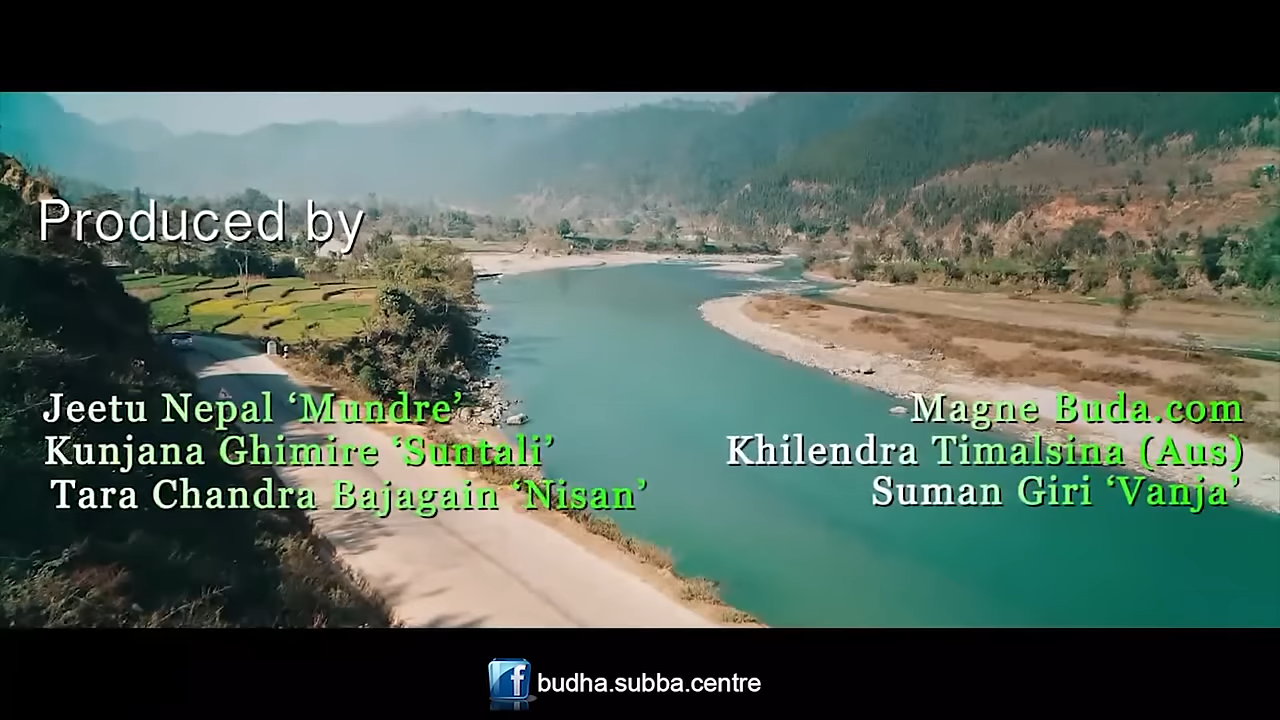 Produced by
Jeetu Nepal ‘Mundre’
Kunjana Ghimire ‘Suntali’
Tara Chandra Bajagain ‘Nisan’
Magne Buda.com
Khilendra Timalsina (Aus)
Suman Giri ‘Vanja’
f budha.subba.centre